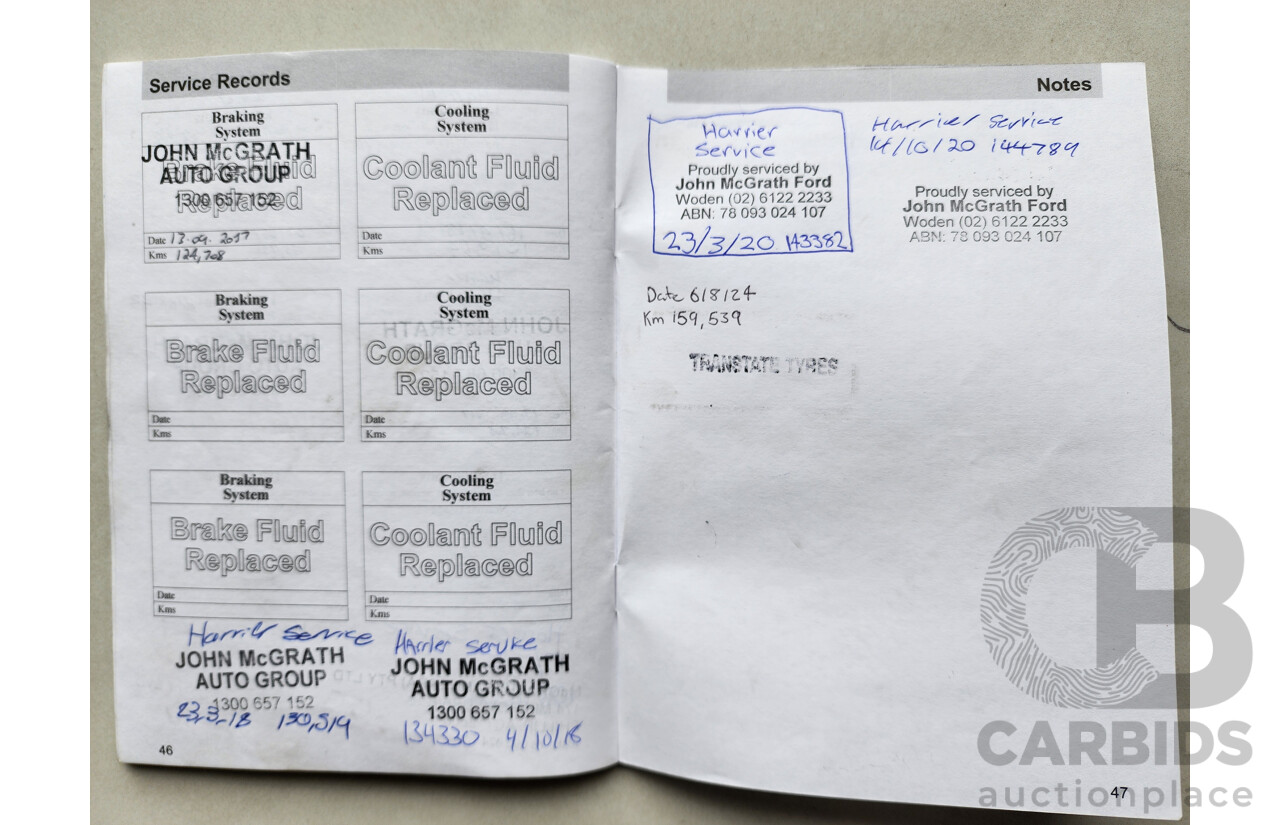 Service Records
Braking
System
JOHN McGRATH
AUTO GROUP
Brake Fluid
Replaced
1300 657 152
Date 13.09.2017
Kms 124,708
Cooling
System
Coolant Fluid
Replaced
Date
Kms
Braking
System
Brake Fluid
Replaced
Date
Kms
Cooling
System
Coolant Fluid
Replaced
Date
Kms
Braking
System
Brake Fluid
Replaced
Date
Kms
Cooling
System
Coolant Fluid
Replaced
Date
Kms
Harrier Service
JOHN McGRATH
AUTO GROUP
1300 657 152
23-3-18 130,519
Harrier Service
JOHN McGRATH
AUTO GROUP
1300 657 152
134330 4/10/18
46
Notes
Harrier
Service
Proudly serviced by
John McGrath Ford
Woden (02) 6122 2233
ABN: 78 093 024 107
23/3/20 143382
Harrier Service
14/10/20 144789
Proudly serviced by
John McGrath Ford
Woden (02) 6122 2233
ABN: 78 093 024 107
Date 6/8/24
Km 159,539
TRANSTATE TYRES
47
CARBIDS
auctionplace